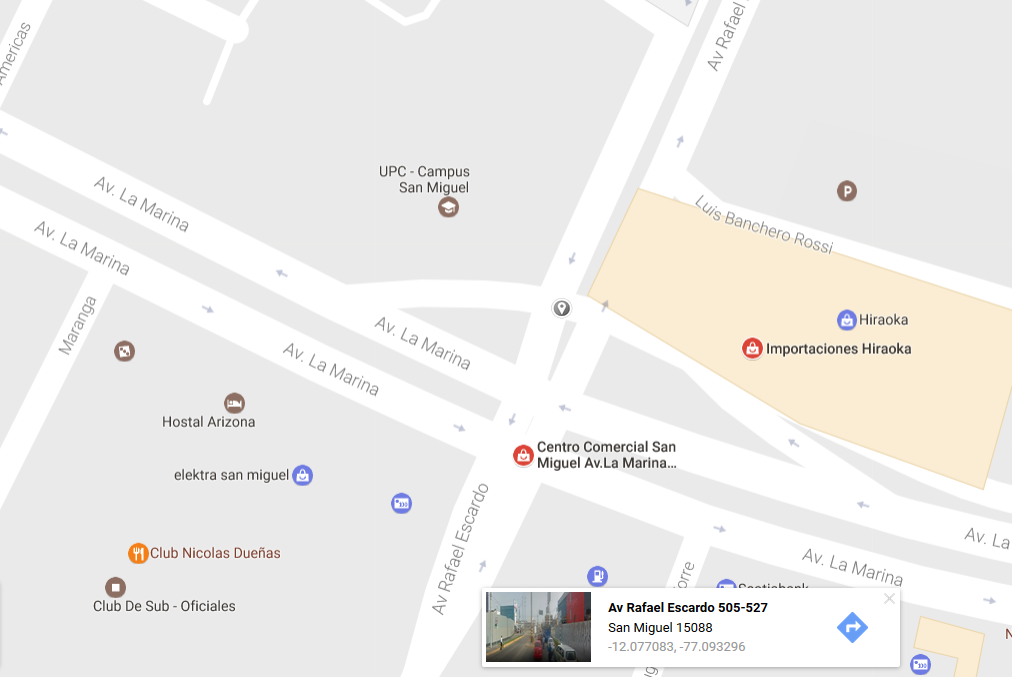 Americas
Av Rafael
UPC - Campus
San Miguel
Av. La Marina
Luis Banchero Rossi
P
Av. La Marina
Maranga
Hiraoka
Av. La Marina
Importaciones Hiraoka
Av. La Marina
Hostal Arizona
Centro Comercial San
Miguel Av.La Marina...
elektra san miguel
Av Rafael Escardo
Av. La
Club Nicolas Dueñas
Av. La Marina
Club De Sub - Oficiales
orre
Scotiabank
Av Rafael Escardo 505-527
San Miguel 15088
-12.077083, -77.093296
N